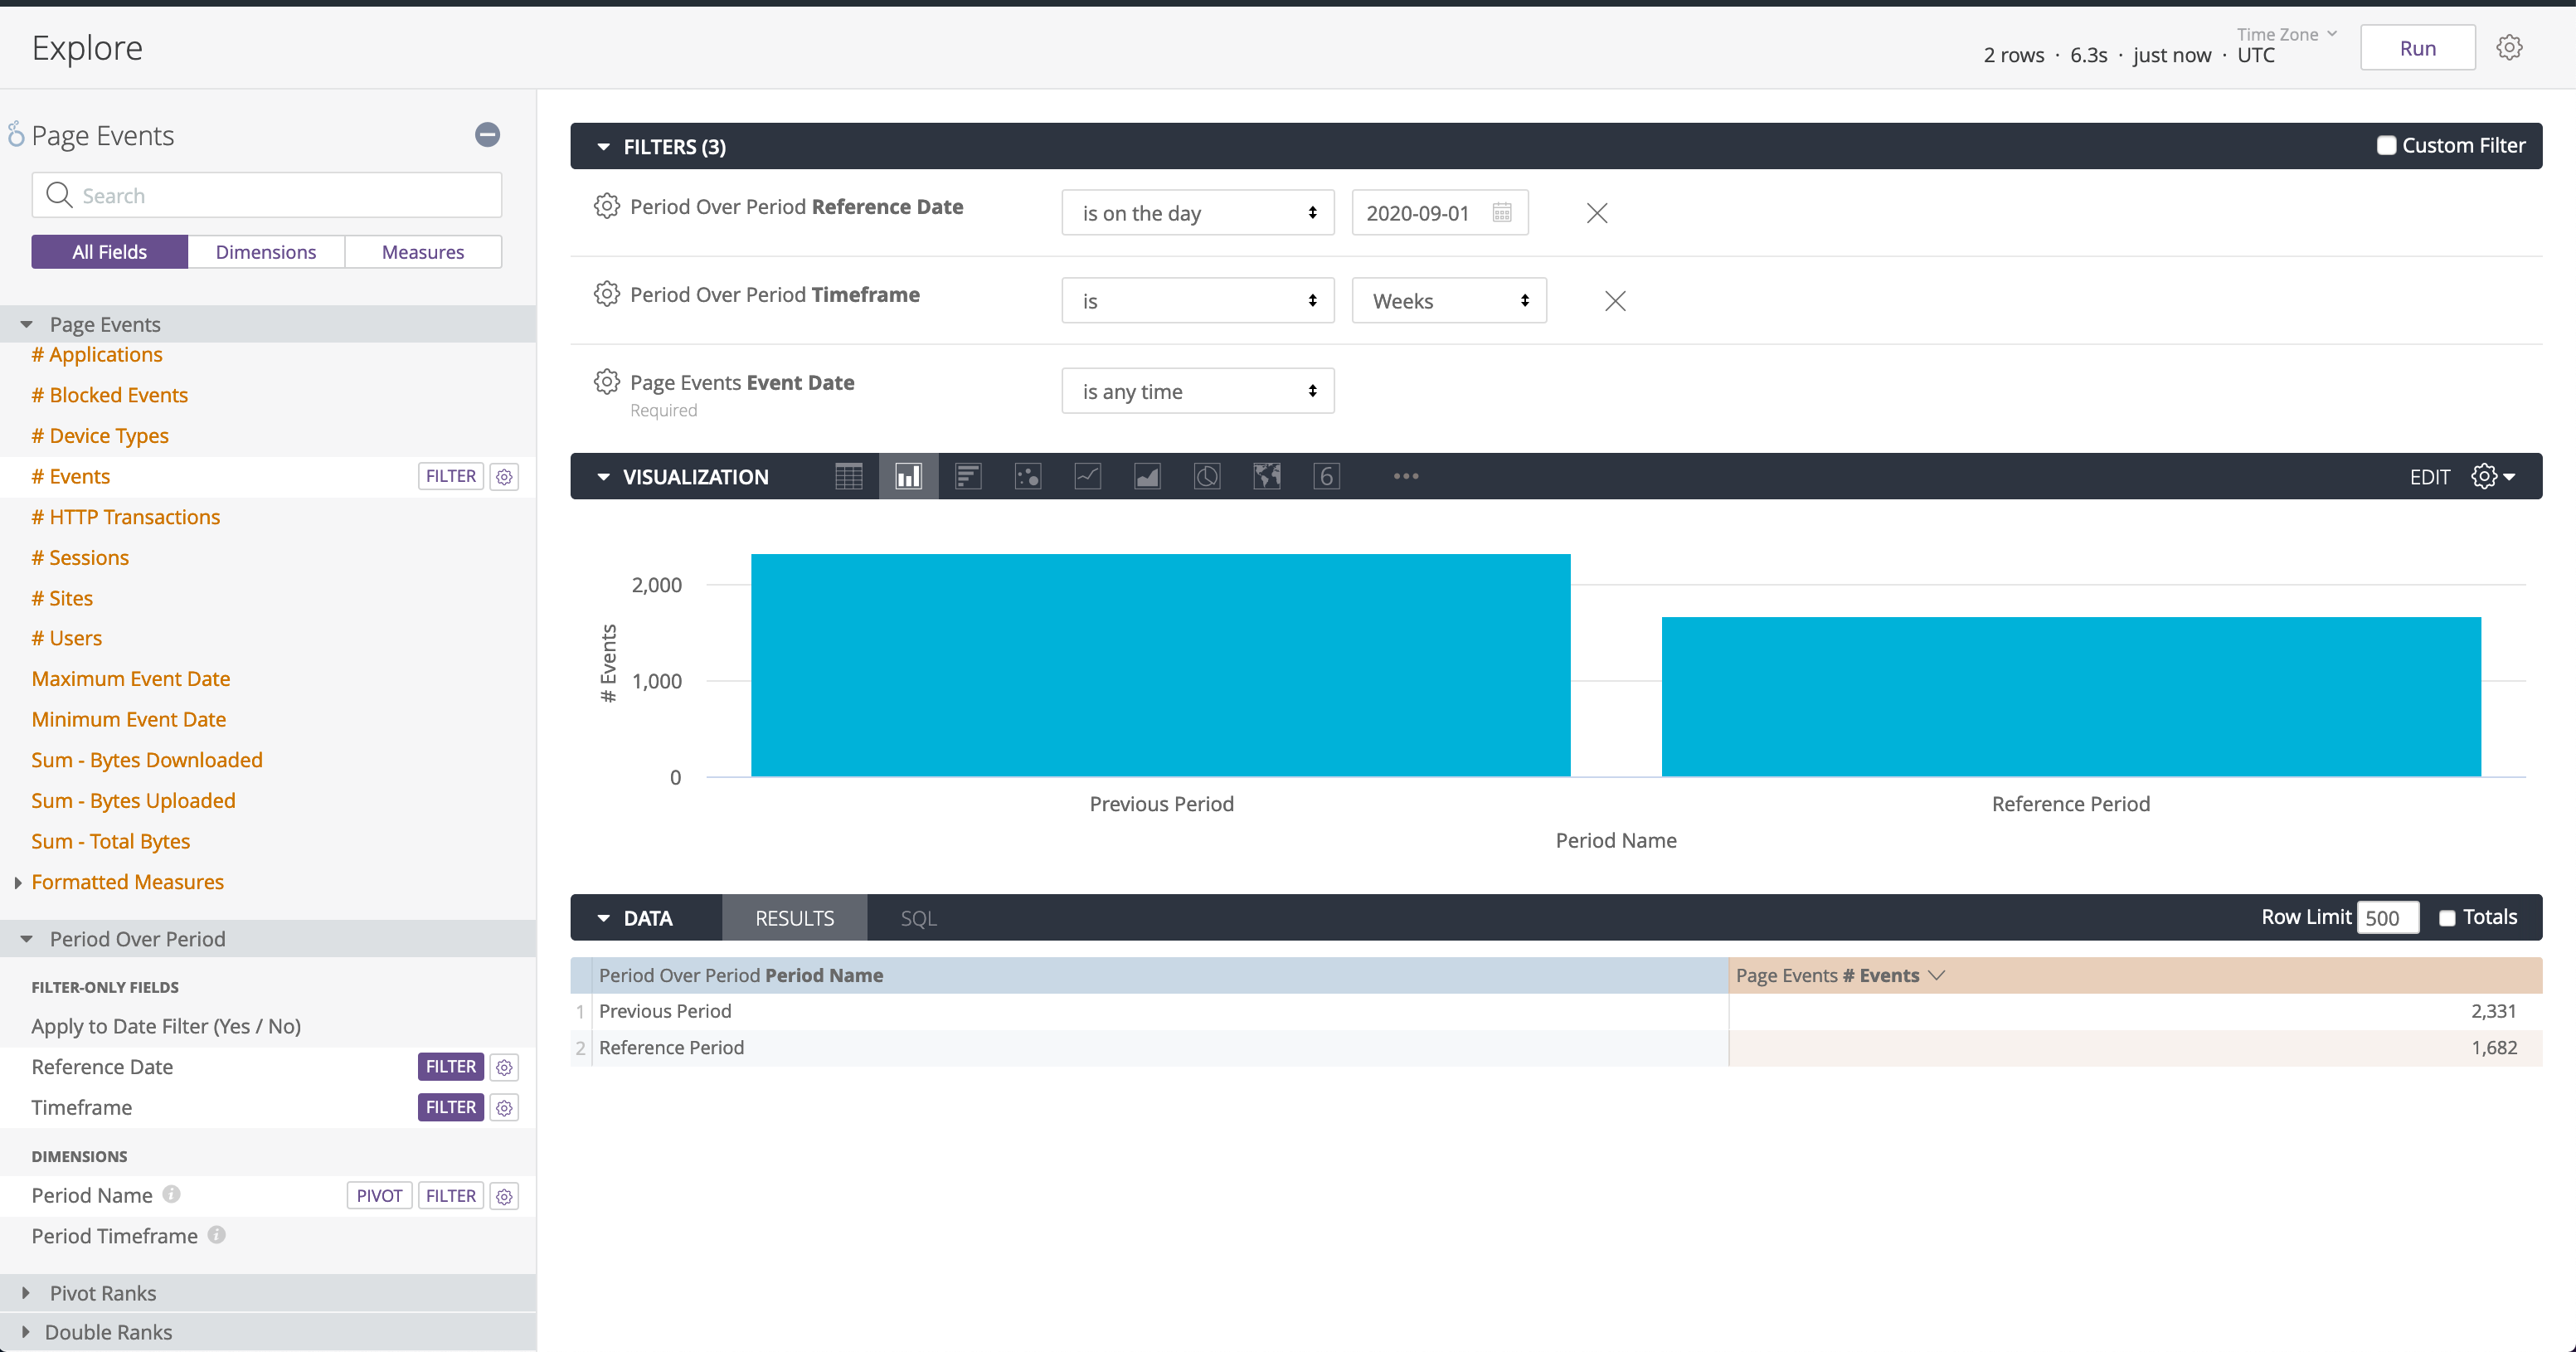 Explore
2 rows · 6.3s · just now ·
Time Zone
UTC
Run
Page Events
Search
All Fields
Dimensions
Measures
Page Events
# Applications
# Blocked Events
# Device Types
# Events
FILTER
# HTTP Transactions
# Sessions
# Sites
# Users
Maximum Event Date
Minimum Event Date
Sum - Bytes Downloaded
Sum - Bytes Uploaded
Sum - Total Bytes
Formatted Measures
Period Over Period
FILTER-ONLY FIELDS
Apply to Date Filter (Yes / No)
Reference Date
FILTER
Timeframe
FILTER
DIMENSIONS
Period Name
PIVOT
FILTER
Period Timeframe
Pivot Ranks
Double Ranks
FILTERS (3)
Custom Filter
Period Over Period Reference Date
is on the day
2020-09-01
Period Over Period Timeframe
is
Weeks
Page Events Event Date
Required
is any time
VISUALIZATION
6
EDIT
# Events
2,000
1,000
0
Previous Period
Reference Period
Period Name
DATA
RESULTS
SQL
Row Limit
500
Totals
Period Over Period Period Name
Page Events # Events
1
Previous Period
2,331
2
Reference Period
1,682